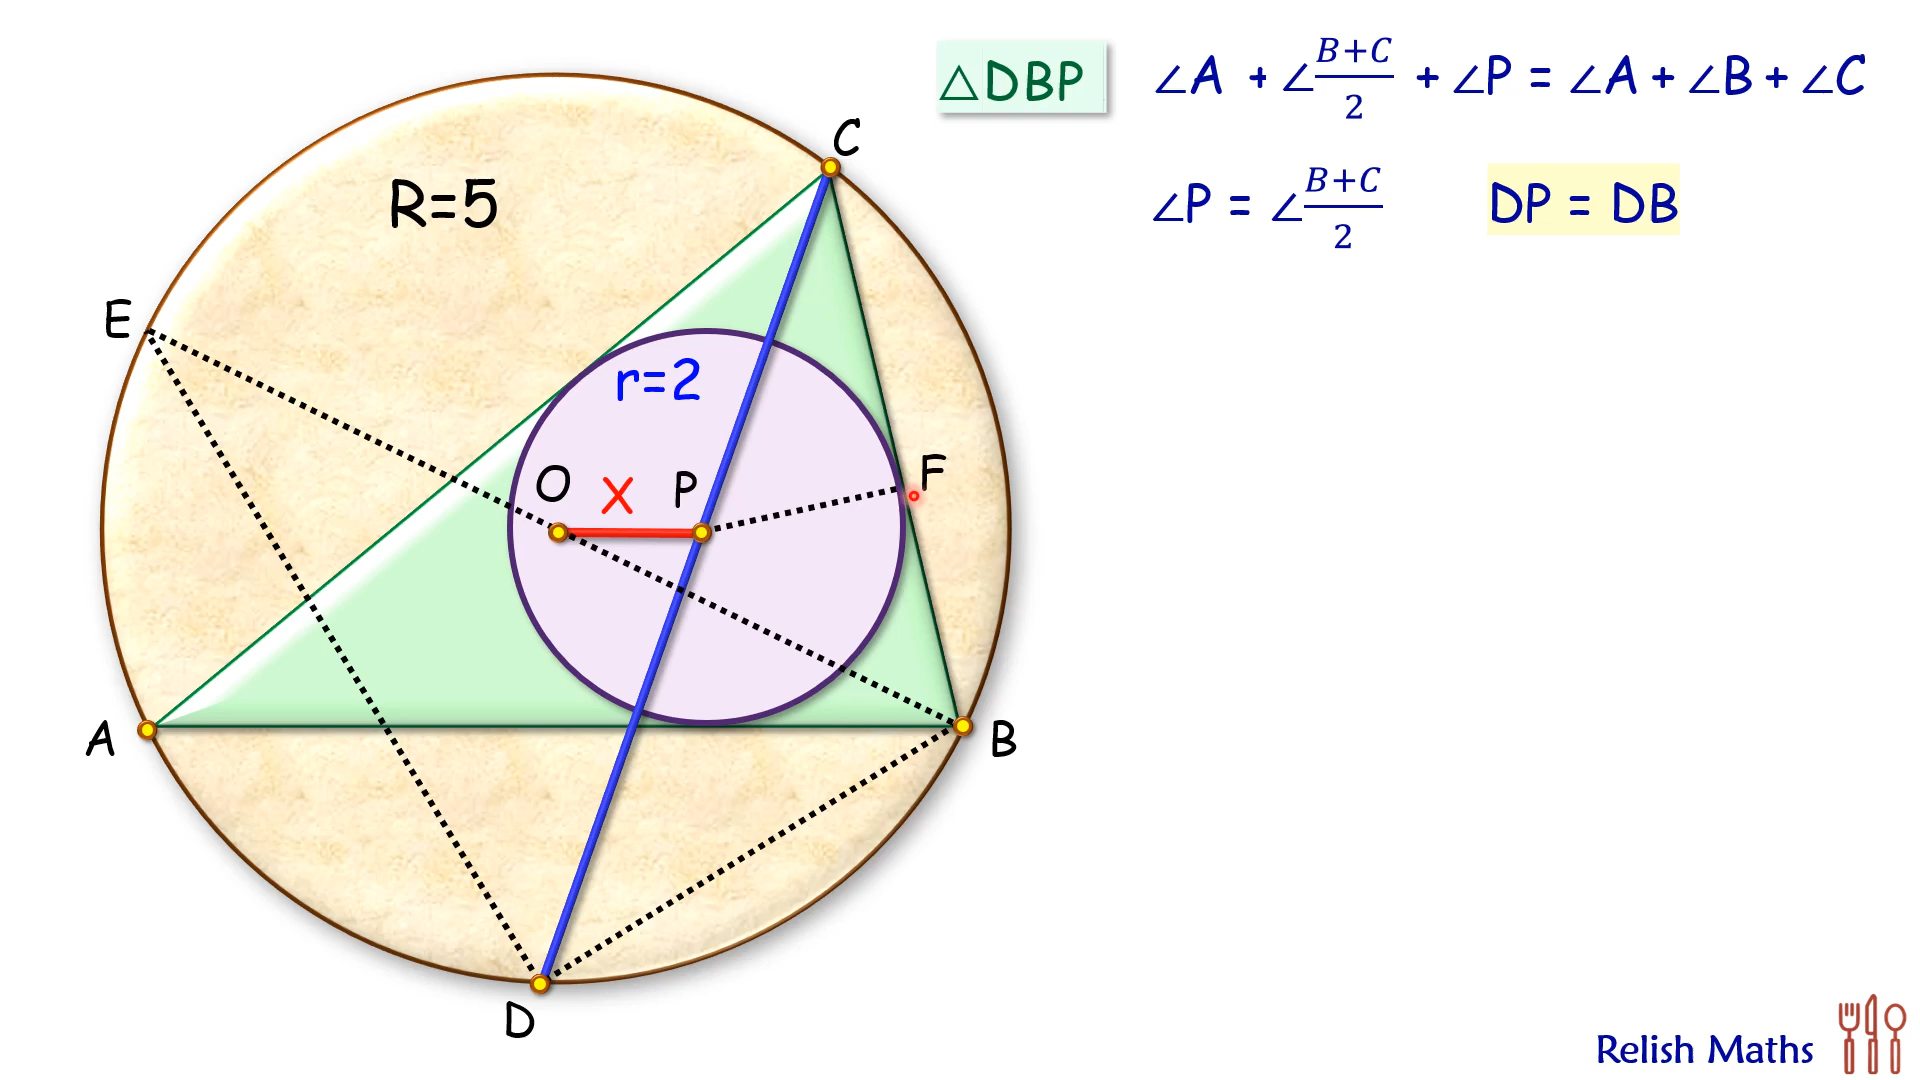 △DBP
∠A + ∠(B+C)/2 + ∠P = ∠A + ∠B + ∠C
∠P = ∠(B+C)/2
DP = DB
C
R=5
E
r=2
F
O
X
P
A
B
D
Relish Maths